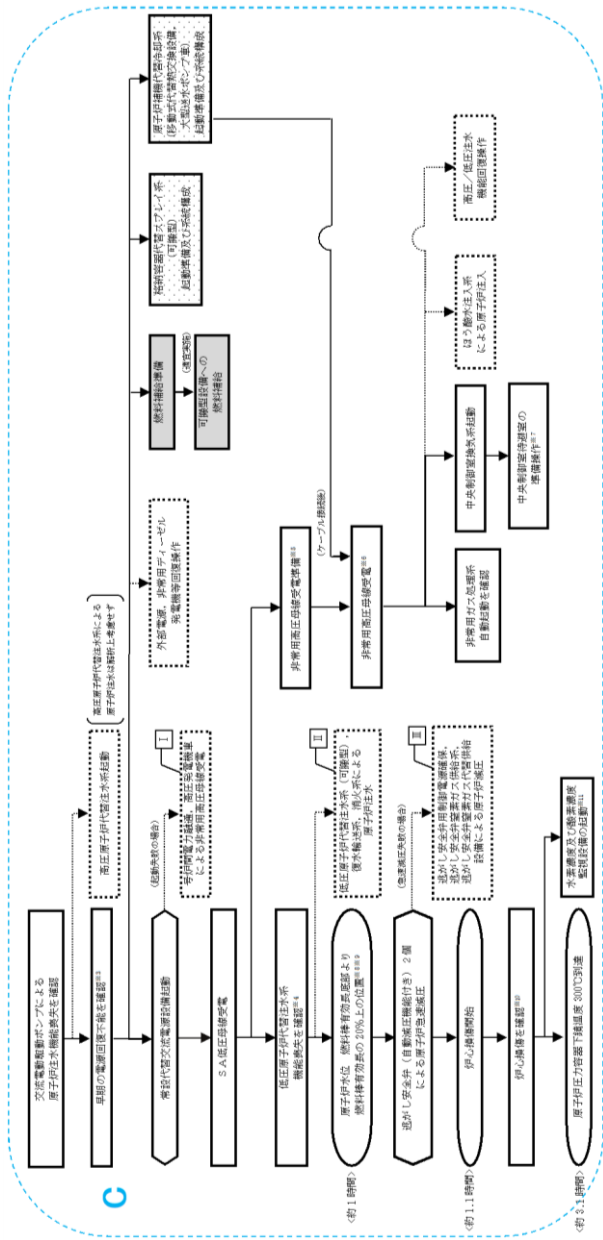 C
交流電動駆動ポンプによる
原子炉注水機能喪失を確認
早期の電源回復不能を確認※3
高圧原子炉代替注水系起動
高圧原子炉代替注水系による
原子炉注水は解析上考慮せず
常設代替交流電源設備起動
(起動失敗の場合)
I
号炉間電力融通、高圧発電機車
による非常用高圧母線受電
外部電源、非常用ディーゼル
発電機等回復操作
燃料補給準備
(適宜実施)
可搬型設備への
燃料補給
格納容器代替スプレイ系
(可搬型)
起動準備及び系統構成
原子炉補機代替冷却系
(移動式代替熱交換設備、
大型送水ポンプ車)
起動準備及び系統構成
SA低圧母線受電
非常用高圧母線受電準備※5
(ケーブル接続後)
低圧原子炉代替注水系
機能喪失を確認※4
非常用高圧母線受電※6
II
低圧原子炉代替注水系(可搬型)、
復水輸送系、消火系による
原子炉注水
<約1時間>
原子炉水位 燃料棒有効長底部より
燃料棒有効長の20%上の位置※8※9
逃がし安全弁(自動減圧機能付き)2個
による原子炉急速減圧
(急速減圧失敗の場合)
III
逃がし安全弁用制御電源確保、
逃がし安全弁窒素ガス供給系、
逃がし安全弁窒素ガス代替供給
設備による原子炉減圧
非常用ガス処理系
自動起動を確認
中央制御室換気系起動
中央制御室待避室の
準備操作※7
ほう酸水注入系
による原子炉注入
高圧/低圧注水
機能回復操作
<約1.1時間>
炉心損傷開始
炉心損傷を確認※10
水素濃度及び酸素濃度
監視設備の起動※11
<約3.1時間>
原子炉圧力容器下鏡温度300℃到達